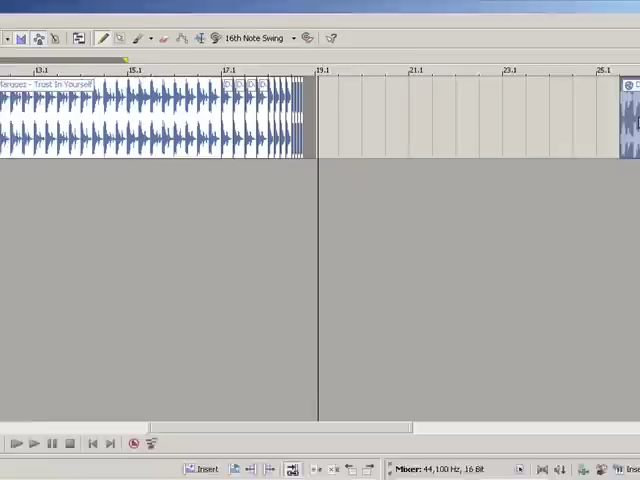 16th Note Swing
13.1 15.1 17.1 19.1 21.1 23.1 25.1
Marquez - Trust In Yourself
Insert
Mixer: 44,100 Hz, 16 Bit